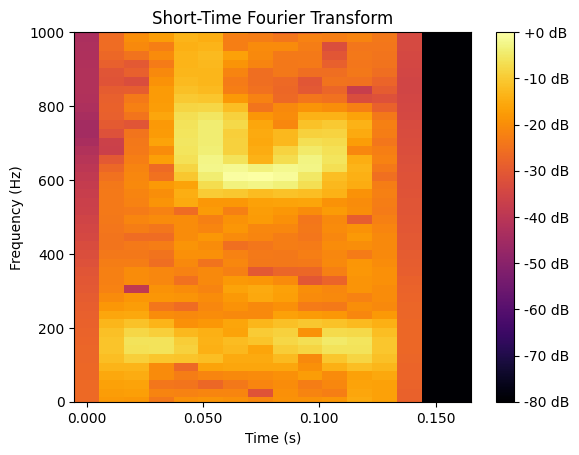 Short-Time Fourier Transform
1000
800
600
400
200
0
Frequency (Hz)
0.000
0.050
0.100
0.150
Time (s)
+0 dB
-10 dB
-20 dB
-30 dB
-40 dB
-50 dB
-60 dB
-70 dB
-80 dB